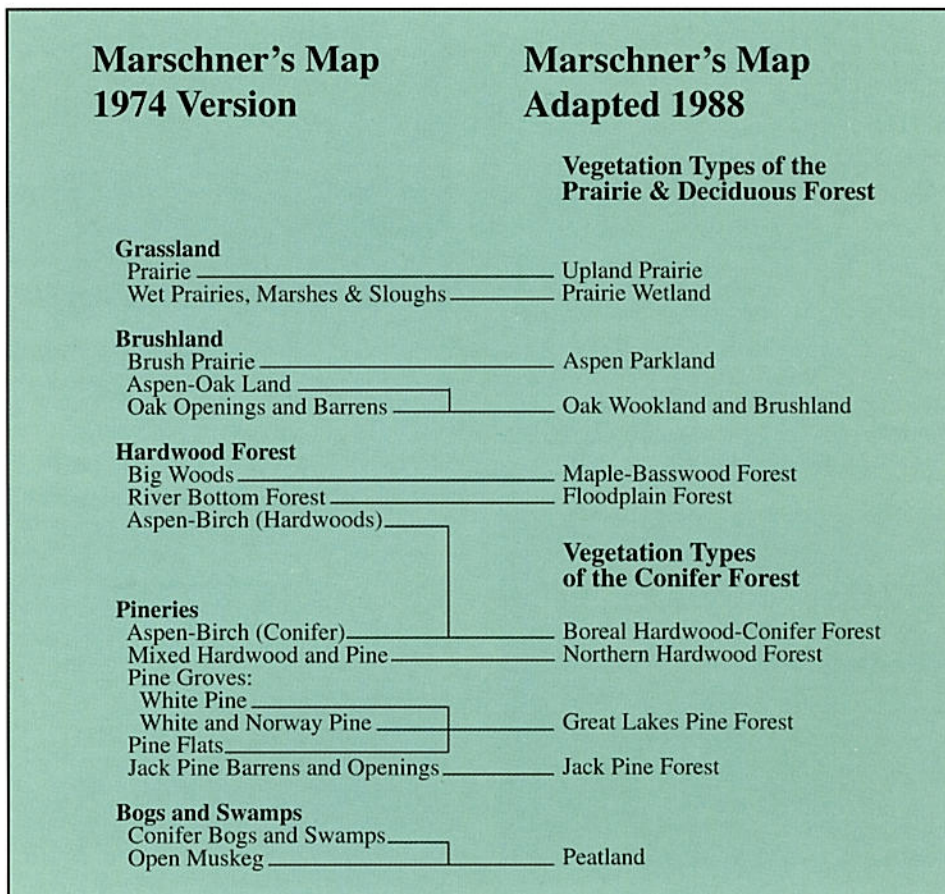 Marschner's Map
1974 Version
Marschner's Map
Adapted 1988
Vegetation Types of the
Prairie & Deciduous Forest
Grassland
Prairie Upland Prairie
Wet Prairies, Marshes & Sloughs Prairie Wetland
Brushland
Brush Prairie Aspen Parkland
Aspen-Oak Land
Oak Openings and Barrens Oak Wookland and Brushland
Hardwood Forest
Big Woods Maple-Basswood Forest
River Bottom Forest Floodplain Forest
Aspen-Birch (Hardwoods)
Vegetation Types
of the Conifer Forest
Pineries
Aspen-Birch (Conifer) Boreal Hardwood-Conifer Forest
Mixed Hardwood and Pine Northern Hardwood Forest
Pine Groves:
White Pine
White and Norway Pine Great Lakes Pine Forest
Pine Flats
Jack Pine Barrens and Openings Jack Pine Forest
Bogs and Swamps
Conifer Bogs and Swamps
Open Muskeg Peatland